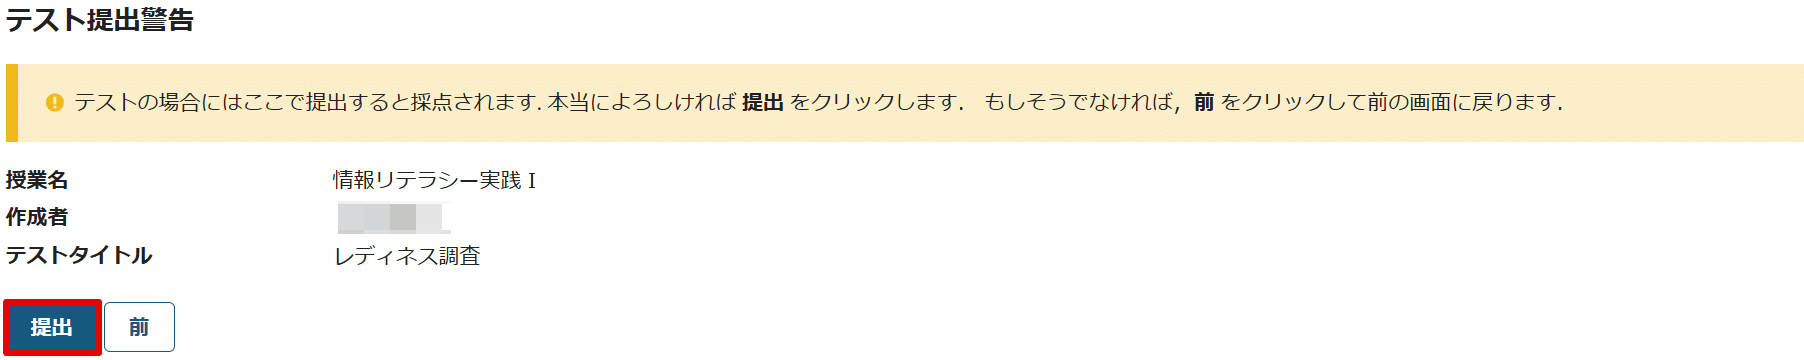 テスト提出警告
テストの場合にはここで提出すると採点されます. 本当によろしければ 提出 をクリックします． もしそうでなければ，前 をクリックして前の画面に戻ります．
授業名 情報リテラシー実践 I
作成者
テストタイトル レディネス調査
提出 前